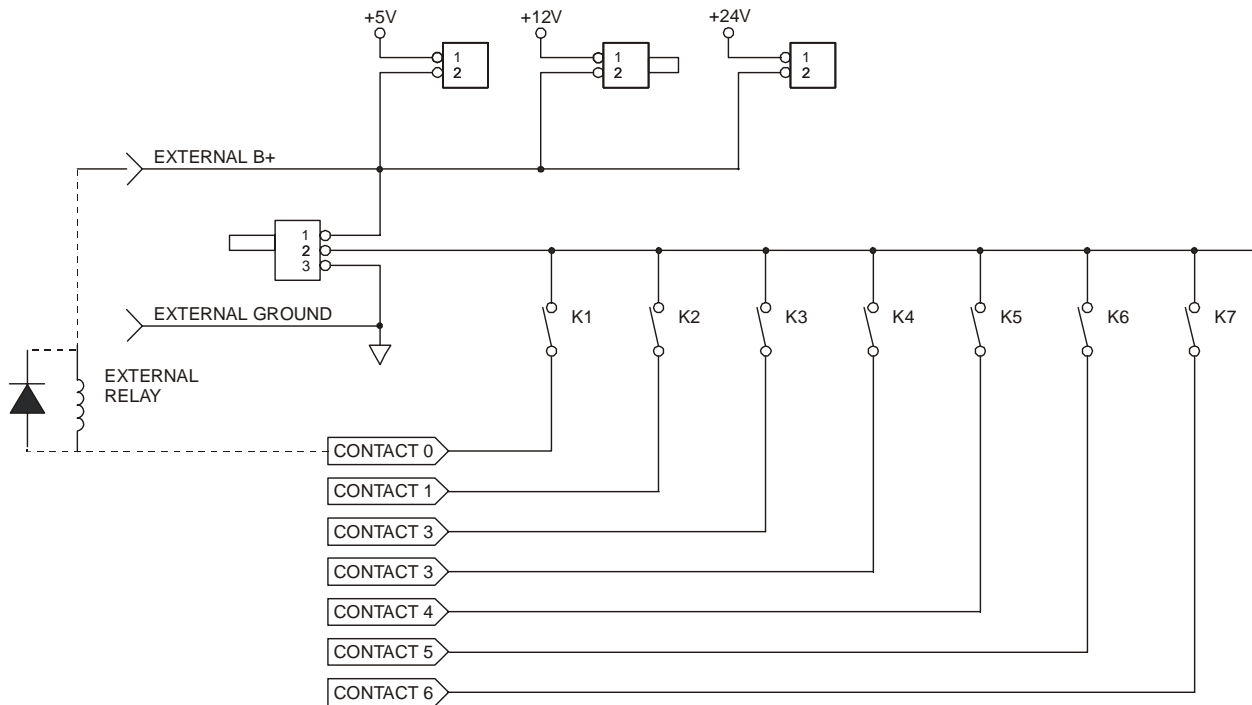 +5V
+12V
+24V
1
2
1
2
1
2
EXTERNAL B+
1
2
3
EXTERNAL GROUND
K1
K2
K3
K4
K5
K6
K7
EXTERNAL
RELAY
CONTACT 0
CONTACT 1
CONTACT 3
CONTACT 3
CONTACT 4
CONTACT 5
CONTACT 6